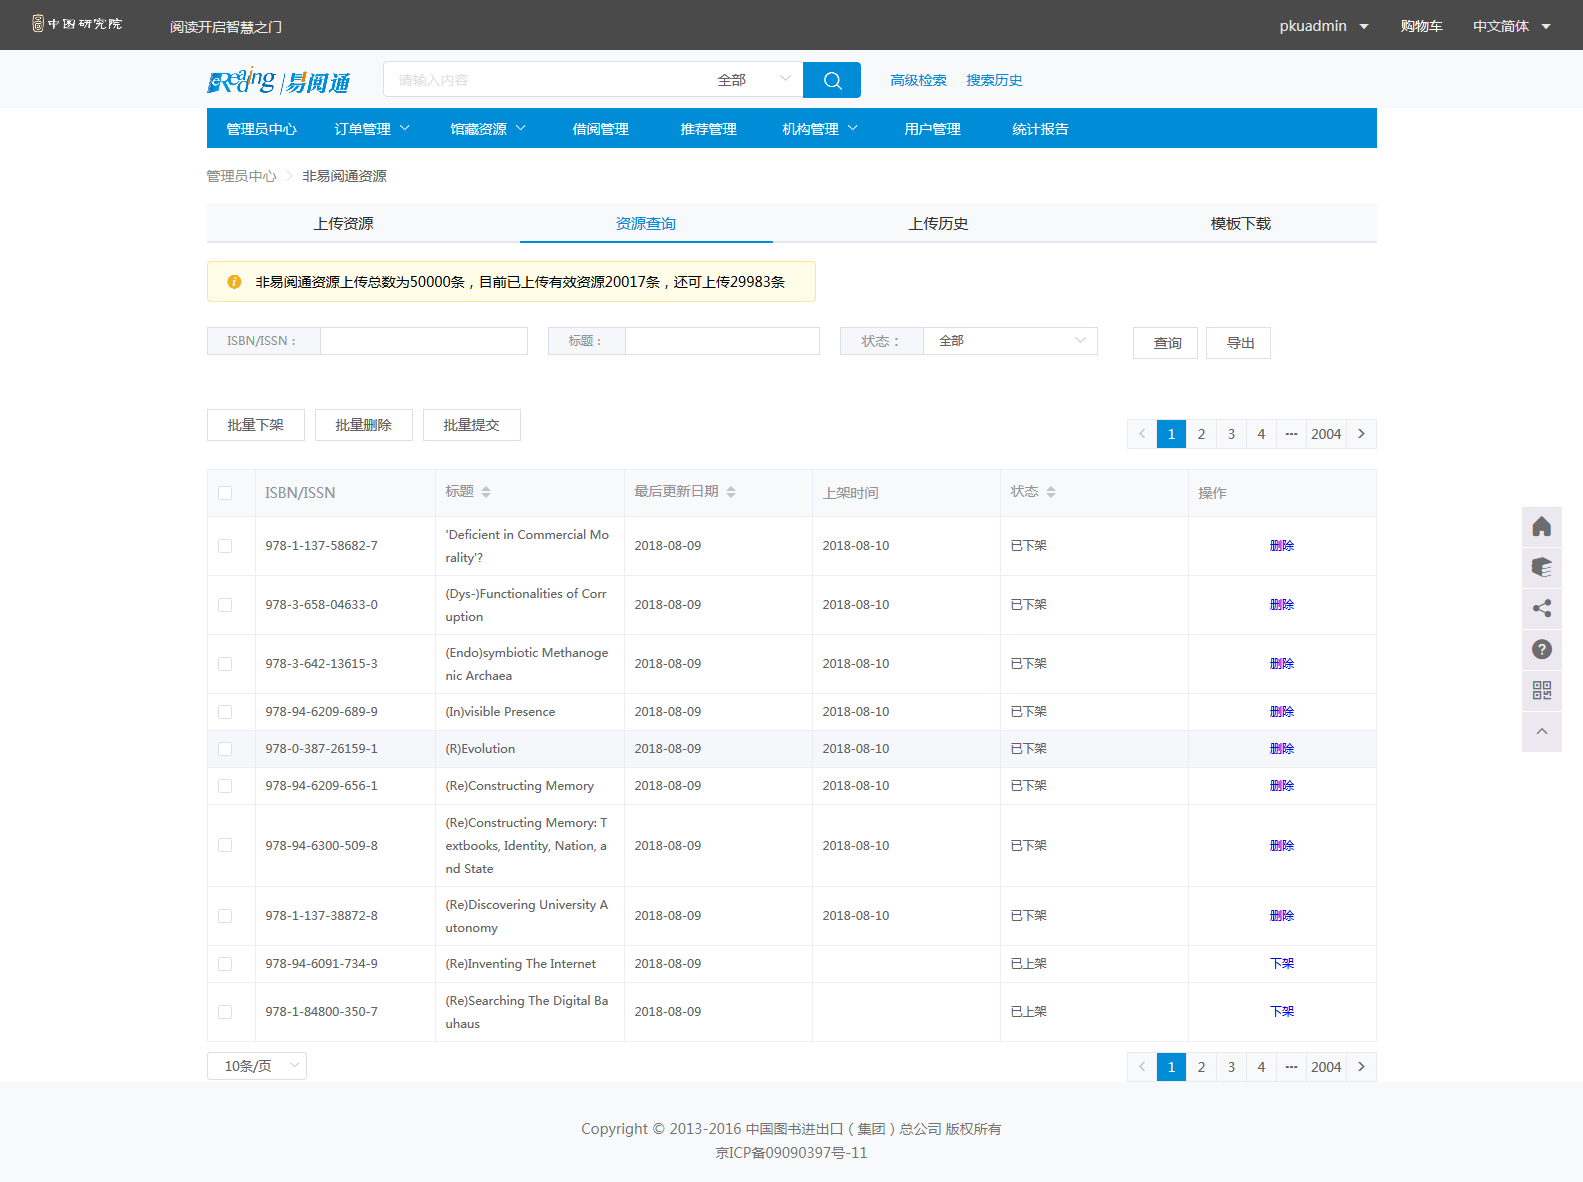 中国研究院 阅读开启智慧之门 pkuadmin 购物车 中文简体
eReading | 易阅通 请输入内容 全部 高级检索 搜索历史
管理员中心 订单管理 馆藏资源 借阅管理 推荐管理 机构管理 用户管理 统计报告
管理员中心 非易阅通资源
上传资源 资源查询 上传历史 模板下载
非易阅通资源上传总数为50000条，目前已上传有效资源20017条，还可上传29983条
ISBN/ISSN： 标题： 状态： 全部 查询 导出
批量下架 批量删除 批量提交
1 2 3 4 ··· 2004
ISBN/ISSN 标题 最后更新日期 上架时间 状态 操作
978-1-137-58682-7 'Deficient in Commercial Mo 2018-08-09 2018-08-10 已下架 删除
rality'?
978-3-658-04633-0 (Dys-)Functionalities of Corr 2018-08-09 2018-08-10 已下架 删除
uption
978-3-642-13615-3 (Endo)symbiotic Methanoge 2018-08-09 2018-08-10 已下架 删除
nic Archaea
978-94-6209-689-9 (In)visible Presence 2018-08-09 2018-08-10 已下架 删除
978-0-387-26159-1 (R)Evolution 2018-08-09 2018-08-10 已下架 删除
978-94-6209-656-1 (Re)Constructing Memory 2018-08-09 2018-08-10 已下架 删除
(Re)Constructing Memory: T
978-94-6300-509-8 extbooks, Identity, Nation, a 2018-08-09 2018-08-10 已下架 删除
nd State
978-1-137-38872-8 (Re)Discovering University A 2018-08-09 2018-08-10 已下架 删除
utonomy
978-94-6091-734-9 (Re)Inventing The Internet 2018-08-09 已上架 下架
978-1-84800-350-7 (Re)Searching The Digital Ba 2018-08-09 已上架 下架
uhaus
10条/页 1 2 3 4 ··· 2004
Copyright © 2013-2016 中国图书进出口（集团）总公司 版权所有
京ICP备09090397号-11